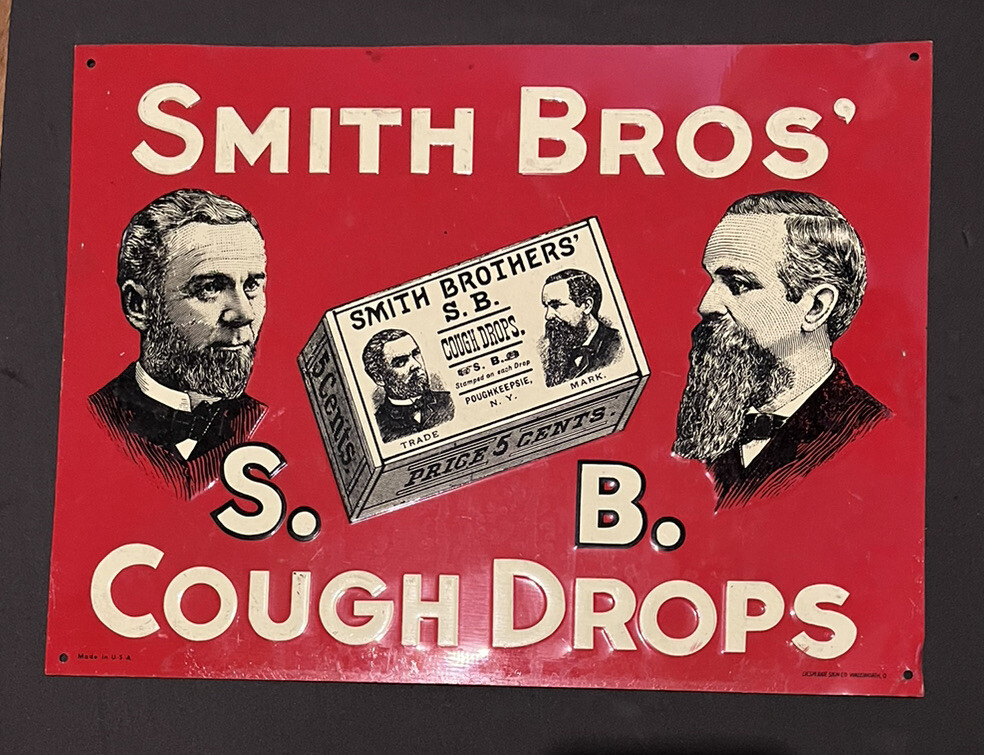 SMITH BROS'
SMITH BROTHERS'
S. B.
COUGH DROPS.
S. B.
Stamped on each Drop
POUGHKEEPSIE,
N. Y.
TRADE
MARK.
5 Cents.
PRICE 5 CENTS.
S. B.
COUGH DROPS
Made in U.S.A.